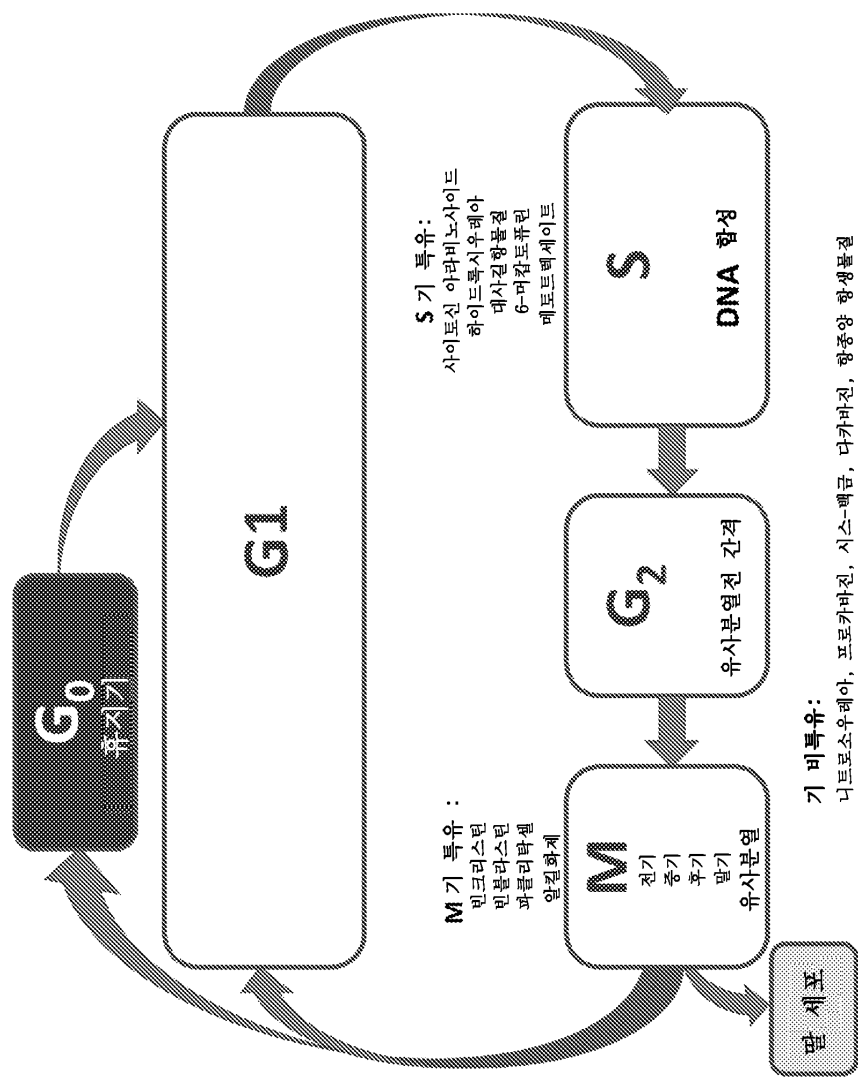 G0
휴지기
G1
S 기 특유:
사이토신 아라비노사이드
하이드록시우레아
대사길항물질
6-머캅토퓨린
메토트렉세이트
S
DNA 합성
G2
유사분열전 간격
M 기 특유 :
빈크리스틴
빈블라스틴
파클리탁셀
알킬화제
M
전기
중기
후기
말기
유사분열
딸 세포
기 비특유:
니트로소우레아, 프로카바진, 시스-백금, 다카바진, 항종양 항생물질